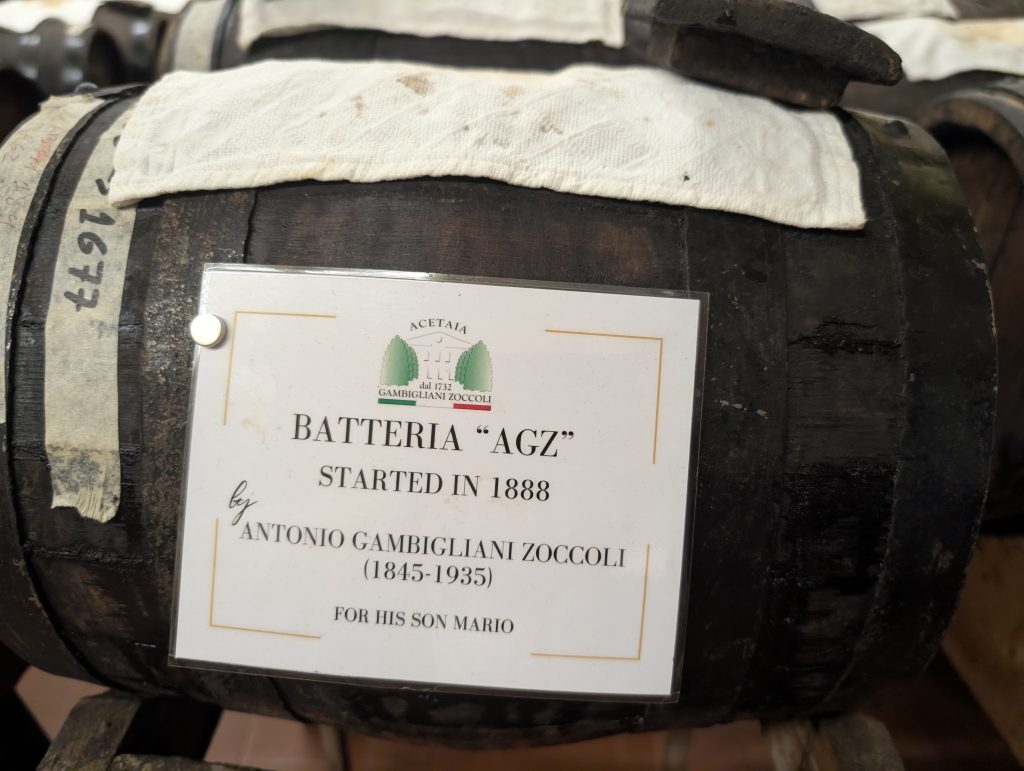 31677
ACETAIA
dal 1732
GAMBIGLIANI ZOCCOLI
BATTERIA “AGZ”
STARTED IN 1888
by
ANTONIO GAMBIGLIANI ZOCCOLI
(1845-1935)
FOR HIS SON MARIO